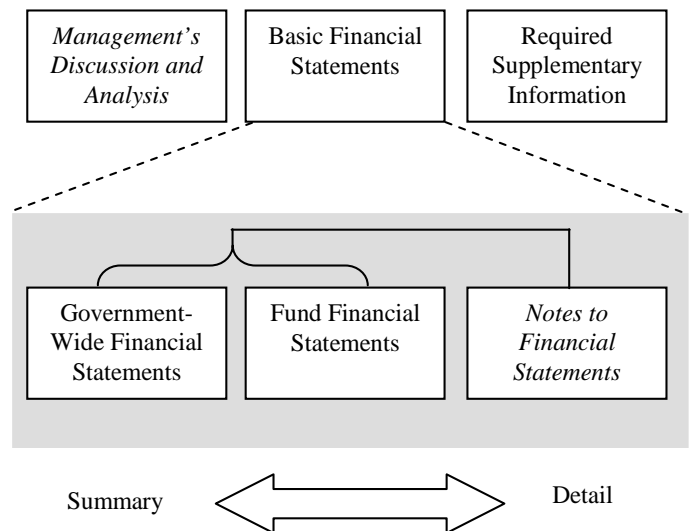 Management's
Discussion and
Analysis
Basic Financial
Statements
Required
Supplementary
Information
Government-
Wide Financial
Statements
Fund Financial
Statements
Notes to
Financial
Statements
Summary
Detail